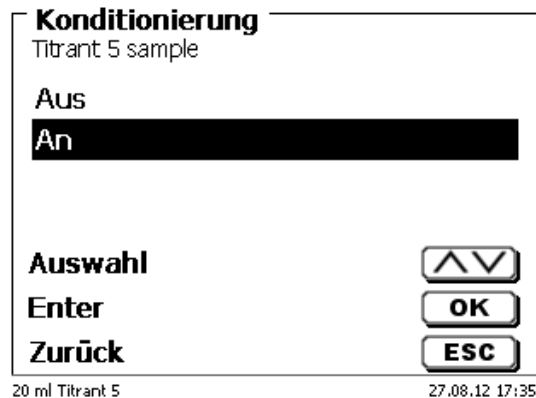 Konditionierung
Titrant 5 sample
Aus
An
Auswahl
Enter OK
Zurück ESC
20 ml Titrant 5 27.08.12 17:35